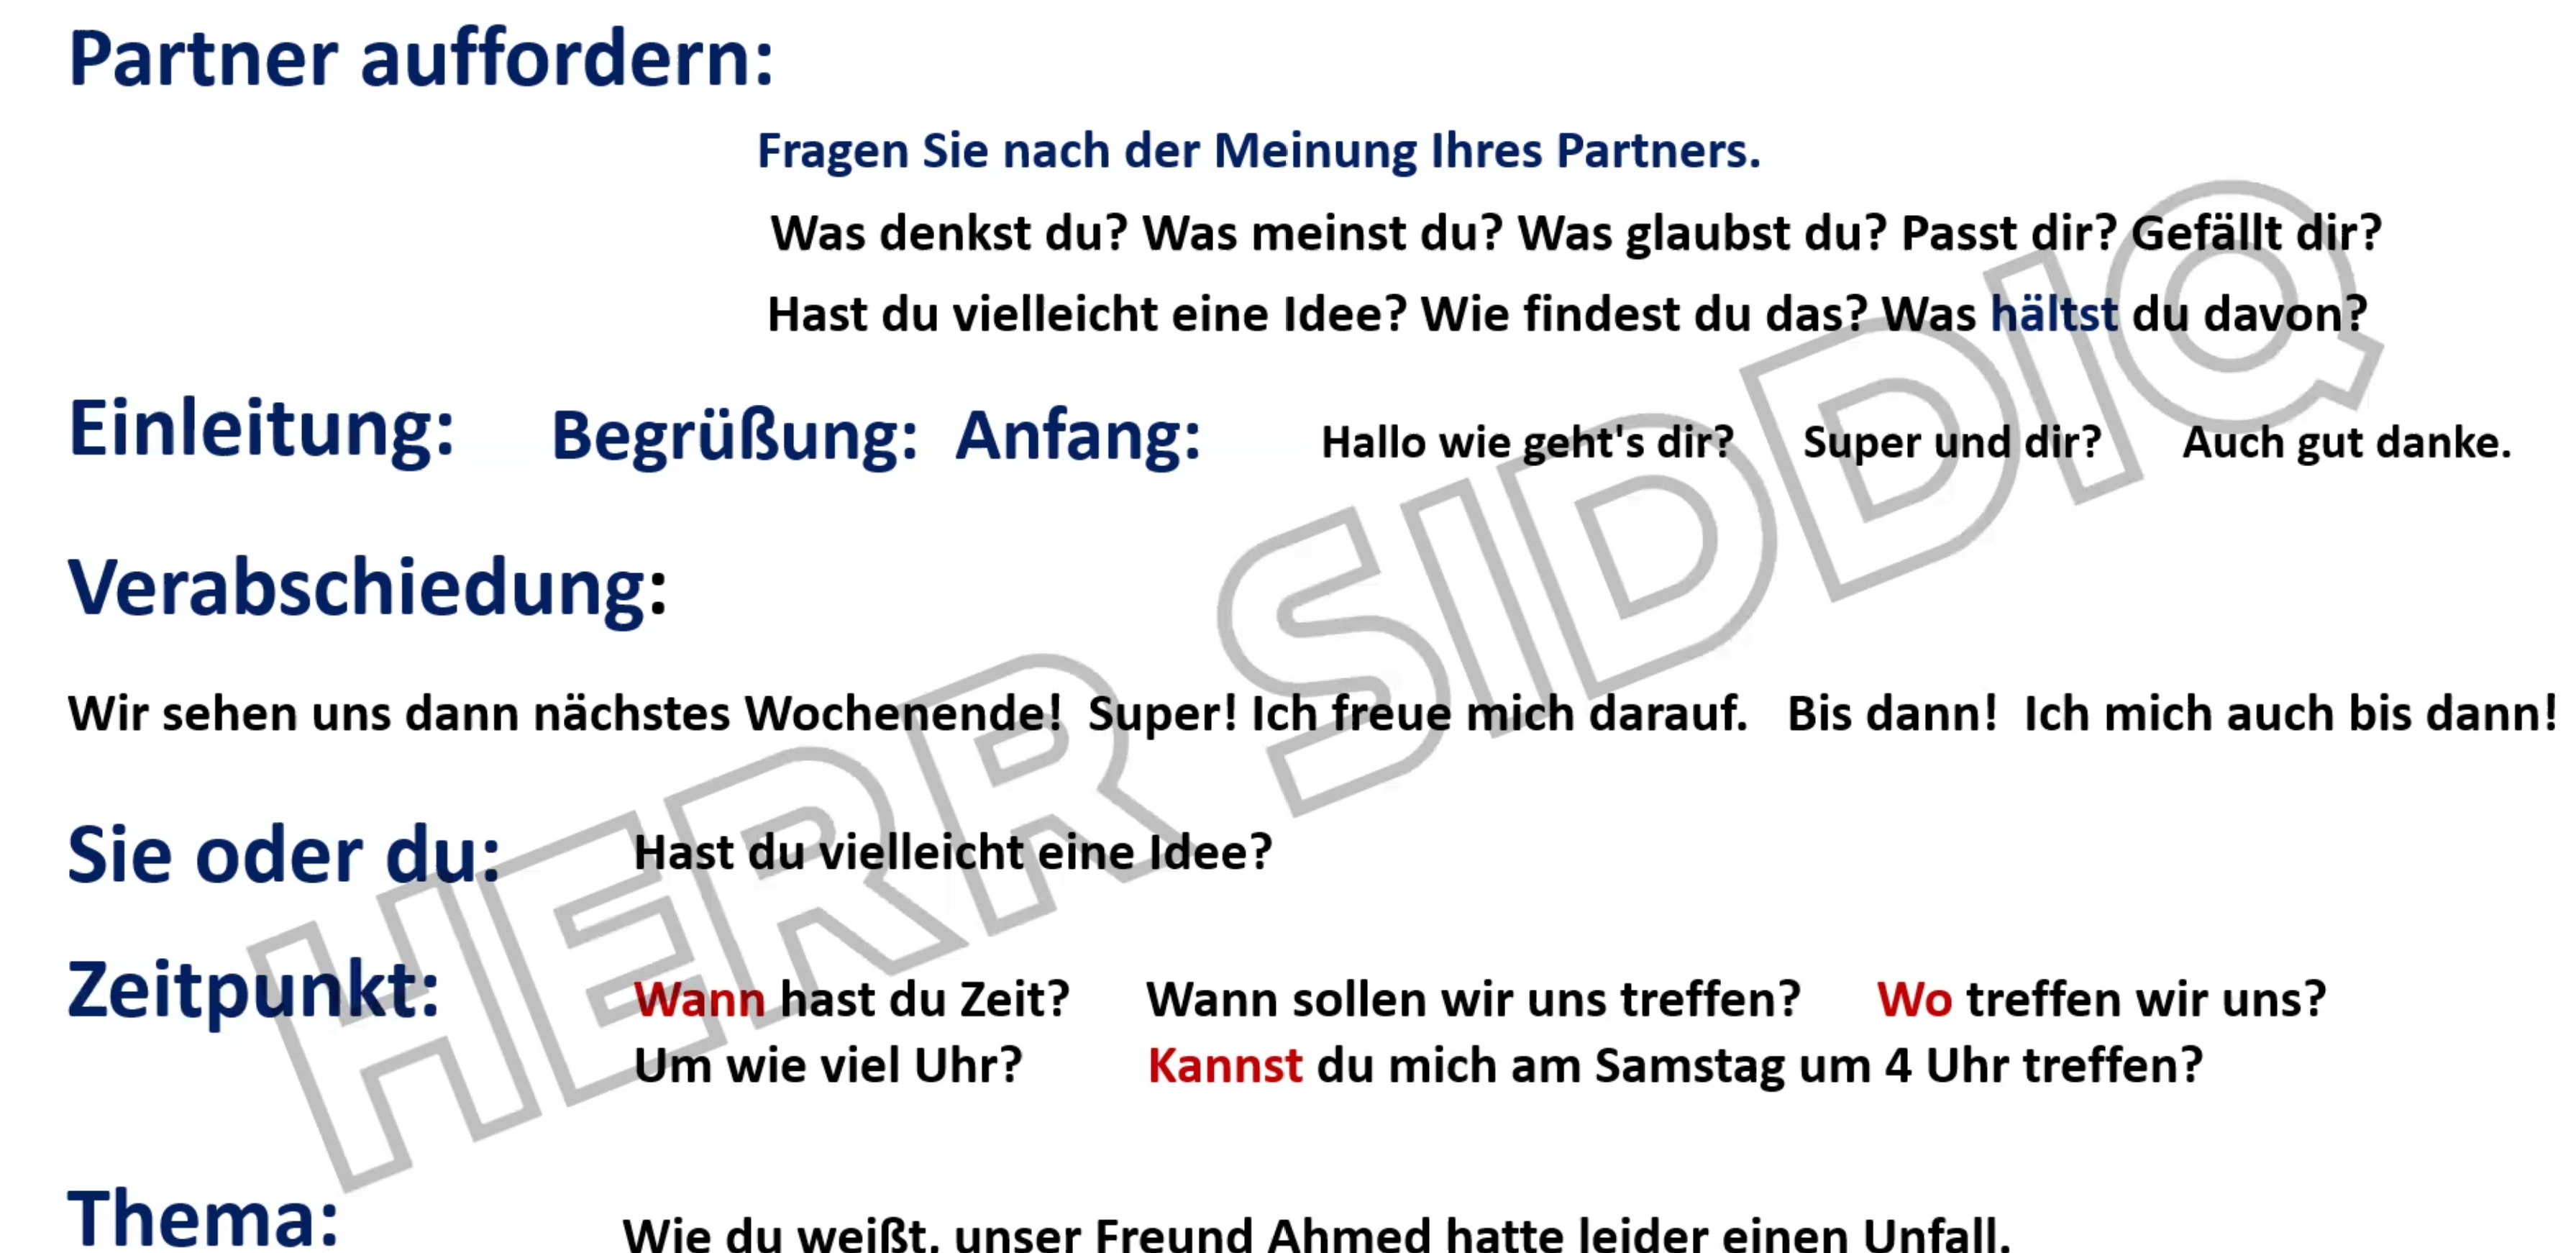 Partner auffordern:
Fragen Sie nach der Meinung Ihres Partners.
Was denkst du? Was meinst du? Was glaubst du? Passt dir? Gefällt dir?
Hast du vielleicht eine Idee? Wie findest du das? Was hältst du davon?
Einleitung: Begrüßung: Anfang: Hallo wie geht's dir? Super und dir? Auch gut danke.
Verabschiedung:
Wir sehen uns dann nächstes Wochenende! Super! Ich freue mich darauf. Bis dann! Ich mich auch bis dann!
Sie oder du: Hast du vielleicht eine Idee?
Zeitpunkt: Wann hast du Zeit? Wann sollen wir uns treffen? Wo treffen wir uns?
Um wie viel Uhr? Kannst du mich am Samstag um 4 Uhr treffen?
Thema: Wie du weißt, unser Freund Ahmed hatte leider einen Unfall.
HERR SIDDIQ